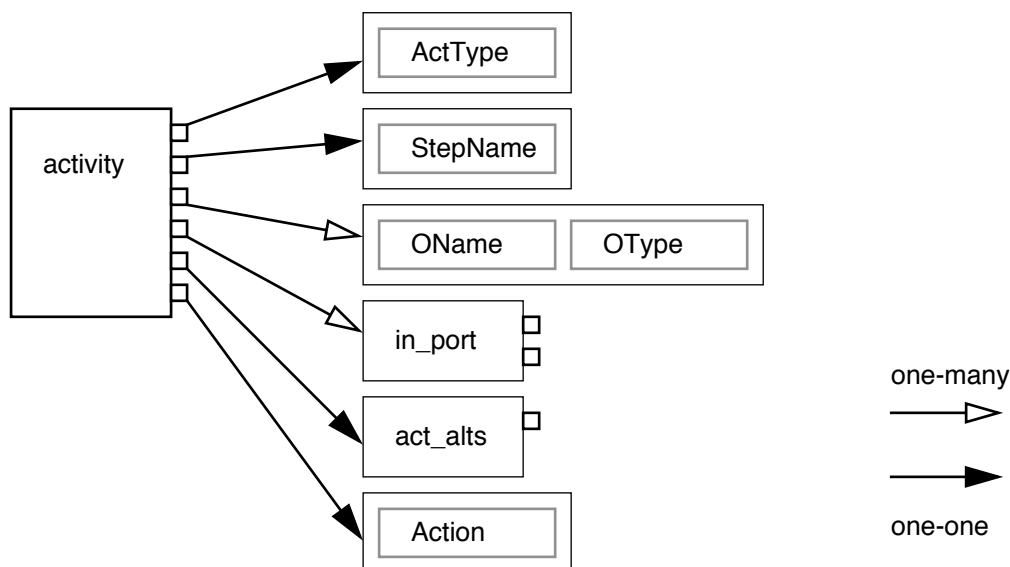 ActType
activity
StepName
OName OType
in_port
one-many
act_alts
Action
one-one